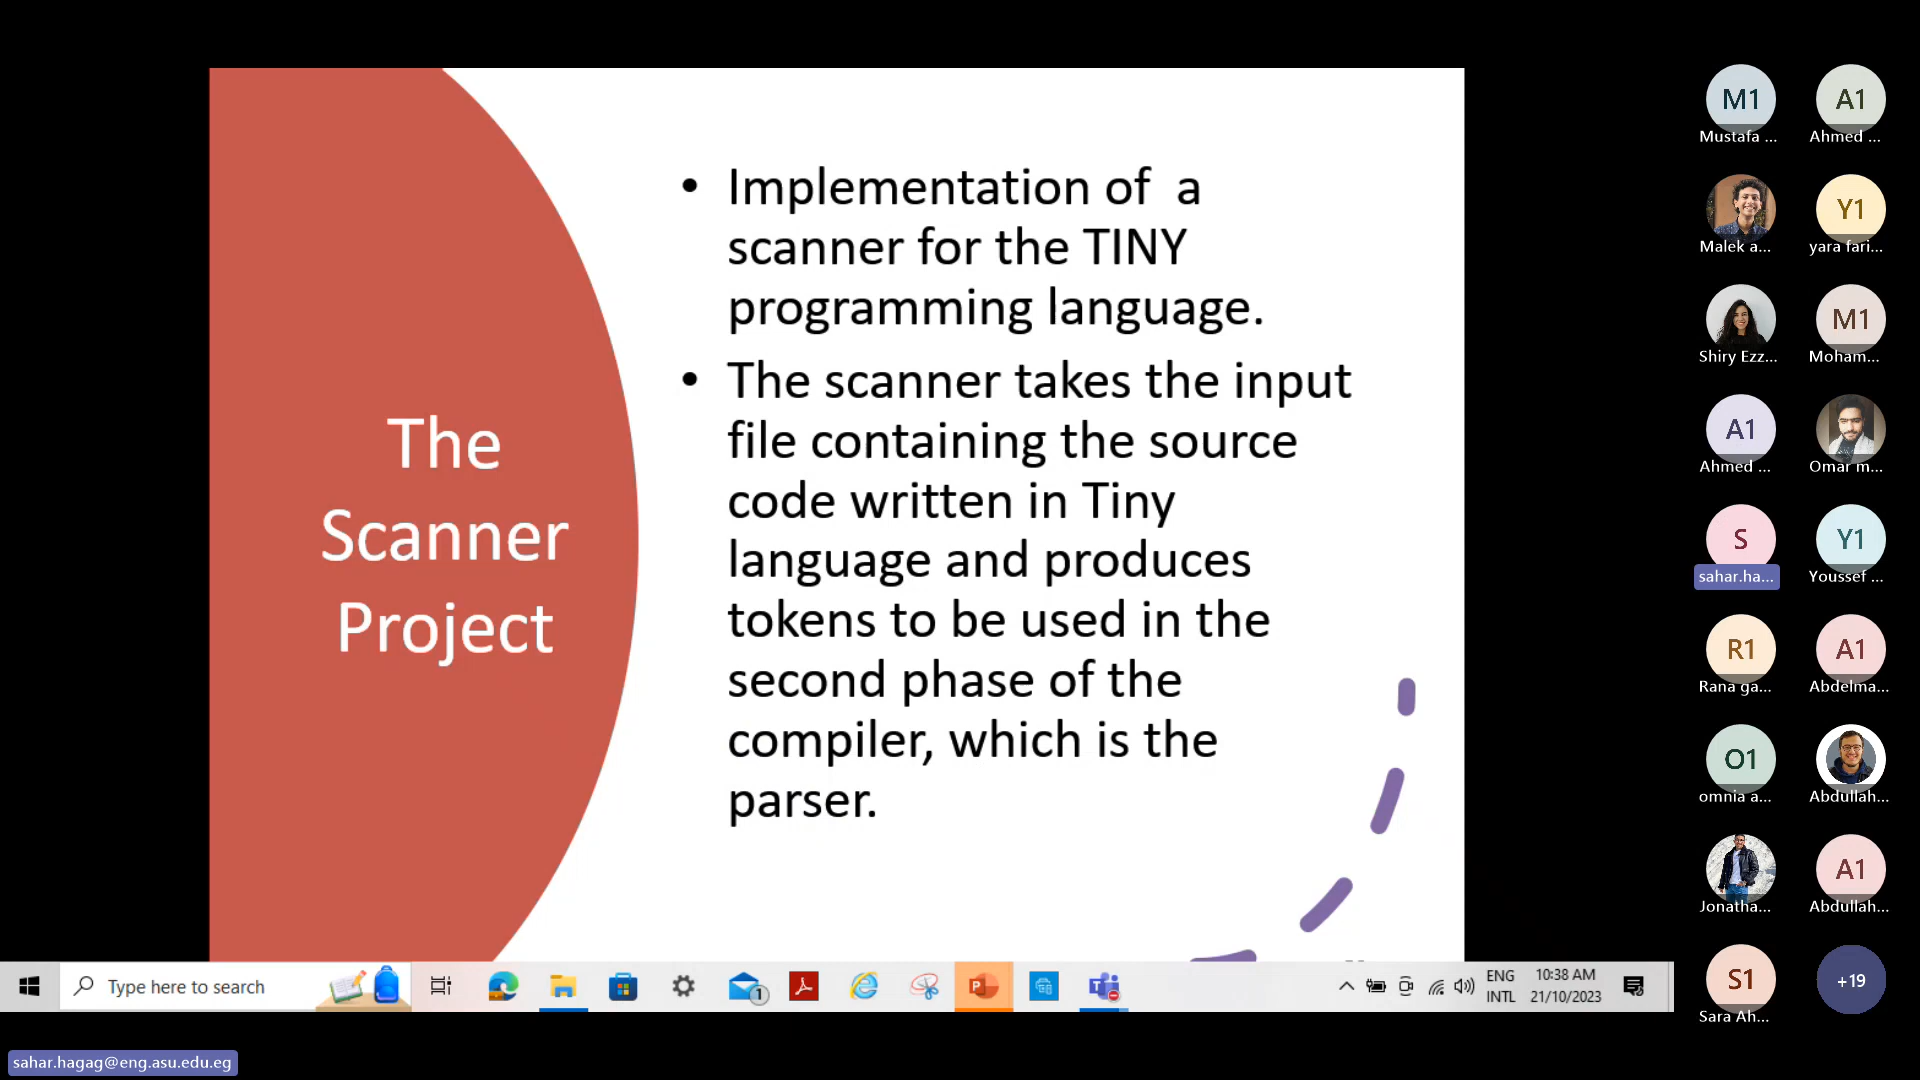 The
Scanner
Project
• Implementation of a
scanner for the TINY
programming language.
• The scanner takes the input
file containing the source
code written in Tiny
language and produces
tokens to be used in the
second phase of the
compiler, which is the
parser.
M1
Mustafa ...
A1
Ahmed ...
Malek a...
Y1
yara fari...
Shiry Ezz...
M1
Moham...
A1
Ahmed ...
Omar m...
S
sahar.ha...
Y1
Youssef ...
R1
Rana ga...
A1
Abdelma...
O1
omnia a...
Abdullah...
Jonatha...
A1
Abdullah...
S1
Sara Ah...
+19
Type here to search
1
ENG
INTL
10:38 AM
21/10/2023
sahar.hagag@eng.asu.edu.eg